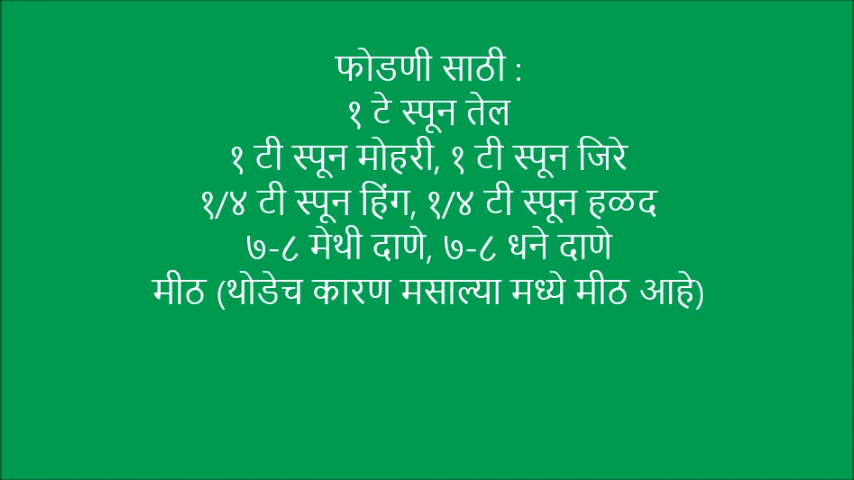 फोडणी साठी :
१ टे स्पून तेल
१ टी स्पून मोहरी, १ टी स्पून जिरे
१/४ टी स्पून हिंग, १/४ टी स्पून हळद
७-८ मेथी दाणे, ७-८ धने दाणे
मीठ (थोडेच कारण मसाल्या मध्ये मीठ आहे)